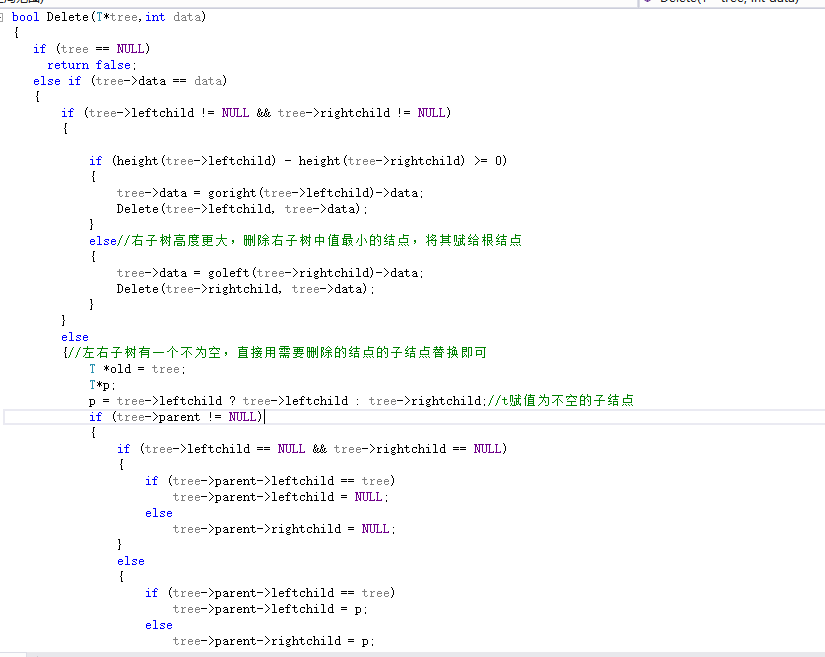 bool Delete(T*tree,int data)
{
if (tree == NULL)
return false;
else if (tree->data == data)
{
if (tree->leftchild != NULL && tree->rightchild != NULL)
{
if (height(tree->leftchild) - height(tree->rightchild) >= 0)
{
tree->data = goright(tree->leftchild)->data;
Delete(tree->leftchild, tree->data);
}
else//右子树高度更大，删除右子树中值最小的结点，将其赋给根结点
{
tree->data = goleft(tree->rightchild)->data;
Delete(tree->rightchild, tree->data);
}
}
else
{//左右子树有一个不为空，直接用需要删除的结点的子结点替换即可
T *old = tree;
T*p;
p = tree->leftchild ? tree->leftchild : tree->rightchild;//t赋值为不空的子结点
if (tree->parent != NULL)
{
if (tree->leftchild == NULL && tree->rightchild == NULL)
{
if (tree->parent->leftchild == tree)
tree->parent->leftchild = NULL;
else
tree->parent->rightchild = NULL;
}
else
{
if (tree->parent->leftchild == tree)
tree->parent->leftchild = p;
else
tree->parent->rightchild = p;